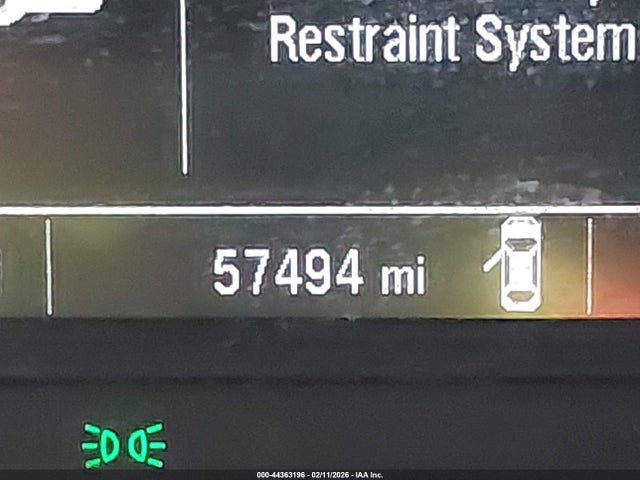 Restraint System
57494 mi
000-44363196 - 02/11/2026 - IAA Inc.